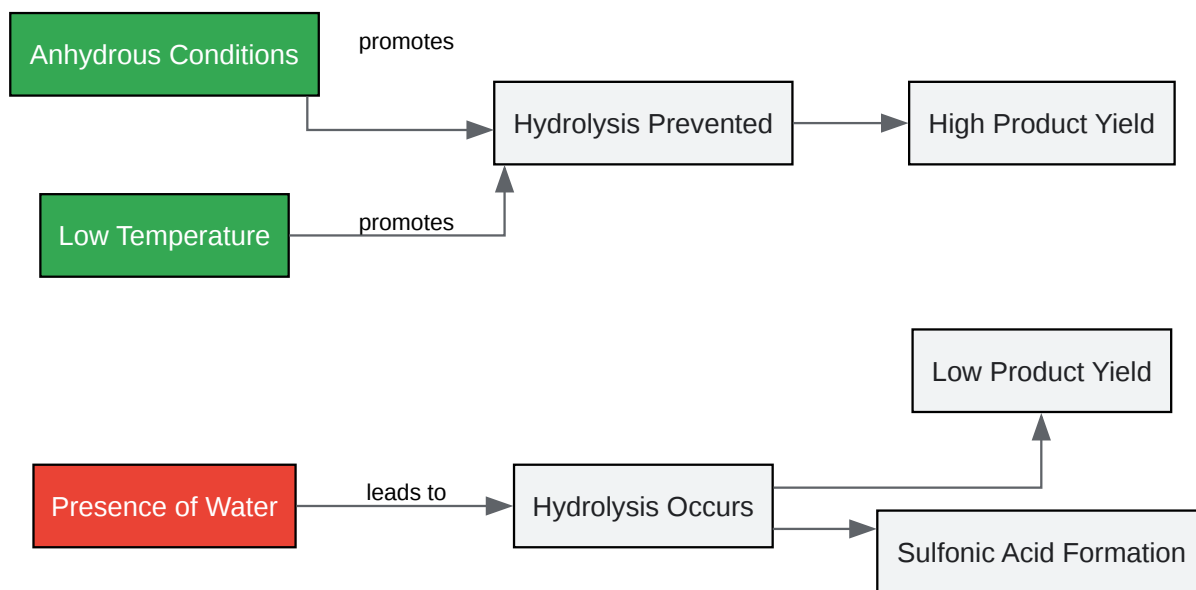 Anhydrous Conditions
promotes
Hydrolysis Prevented
High Product Yield
Low Temperature
promotes
Low Product Yield
Presence of Water
leads to
Hydrolysis Occurs
Sulfonic Acid Formation